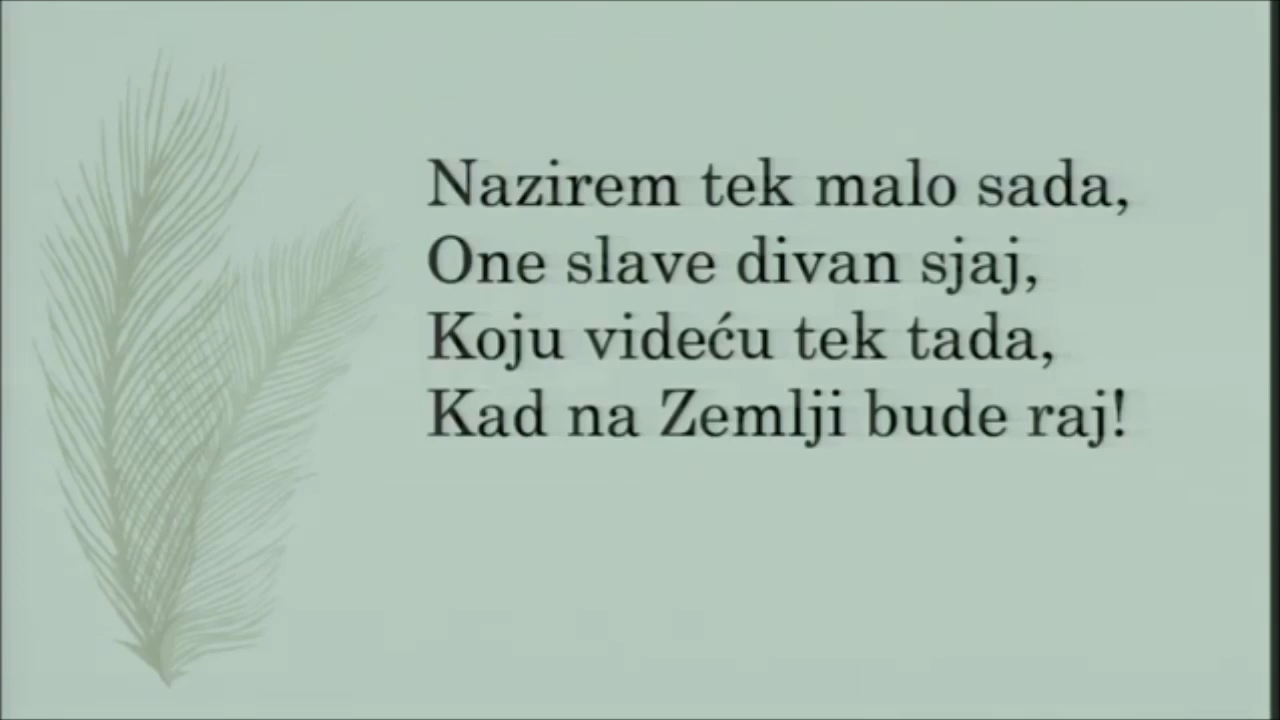 Nazirem tek malo sada,
One slave divan sjaj,
Koju videću tek tada,
Kad na Zemlji bude raj!